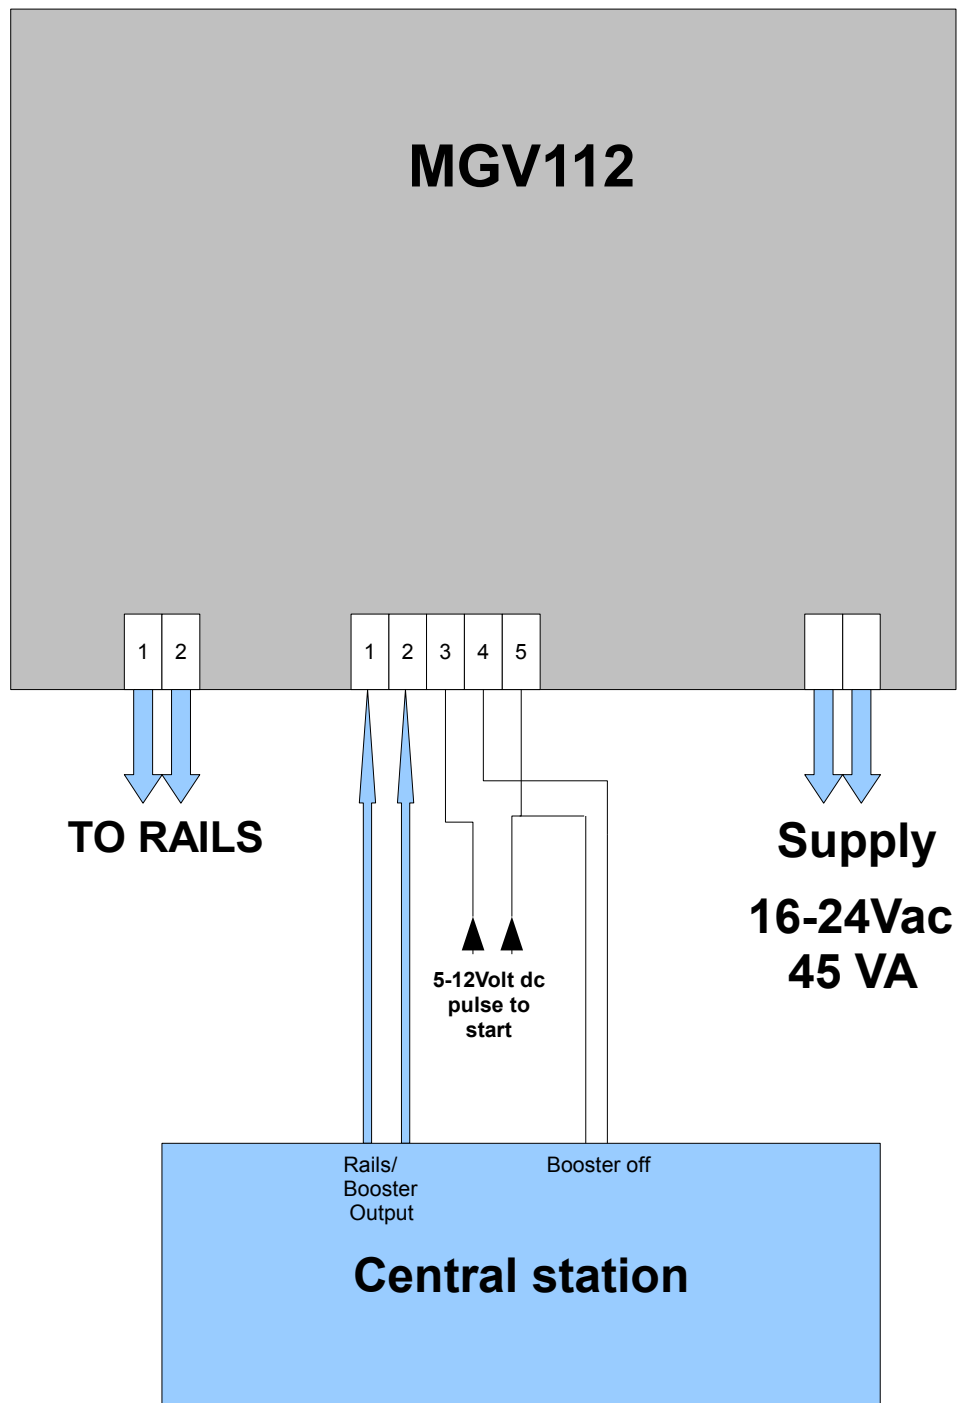 MGV112
1 2
1 2 3 4 5
TO RAILS
Supply
16-24Vac
45 VA
5-12Volt dc
pulse to
start
Rails/
Booster
Output
Booster off
Central station